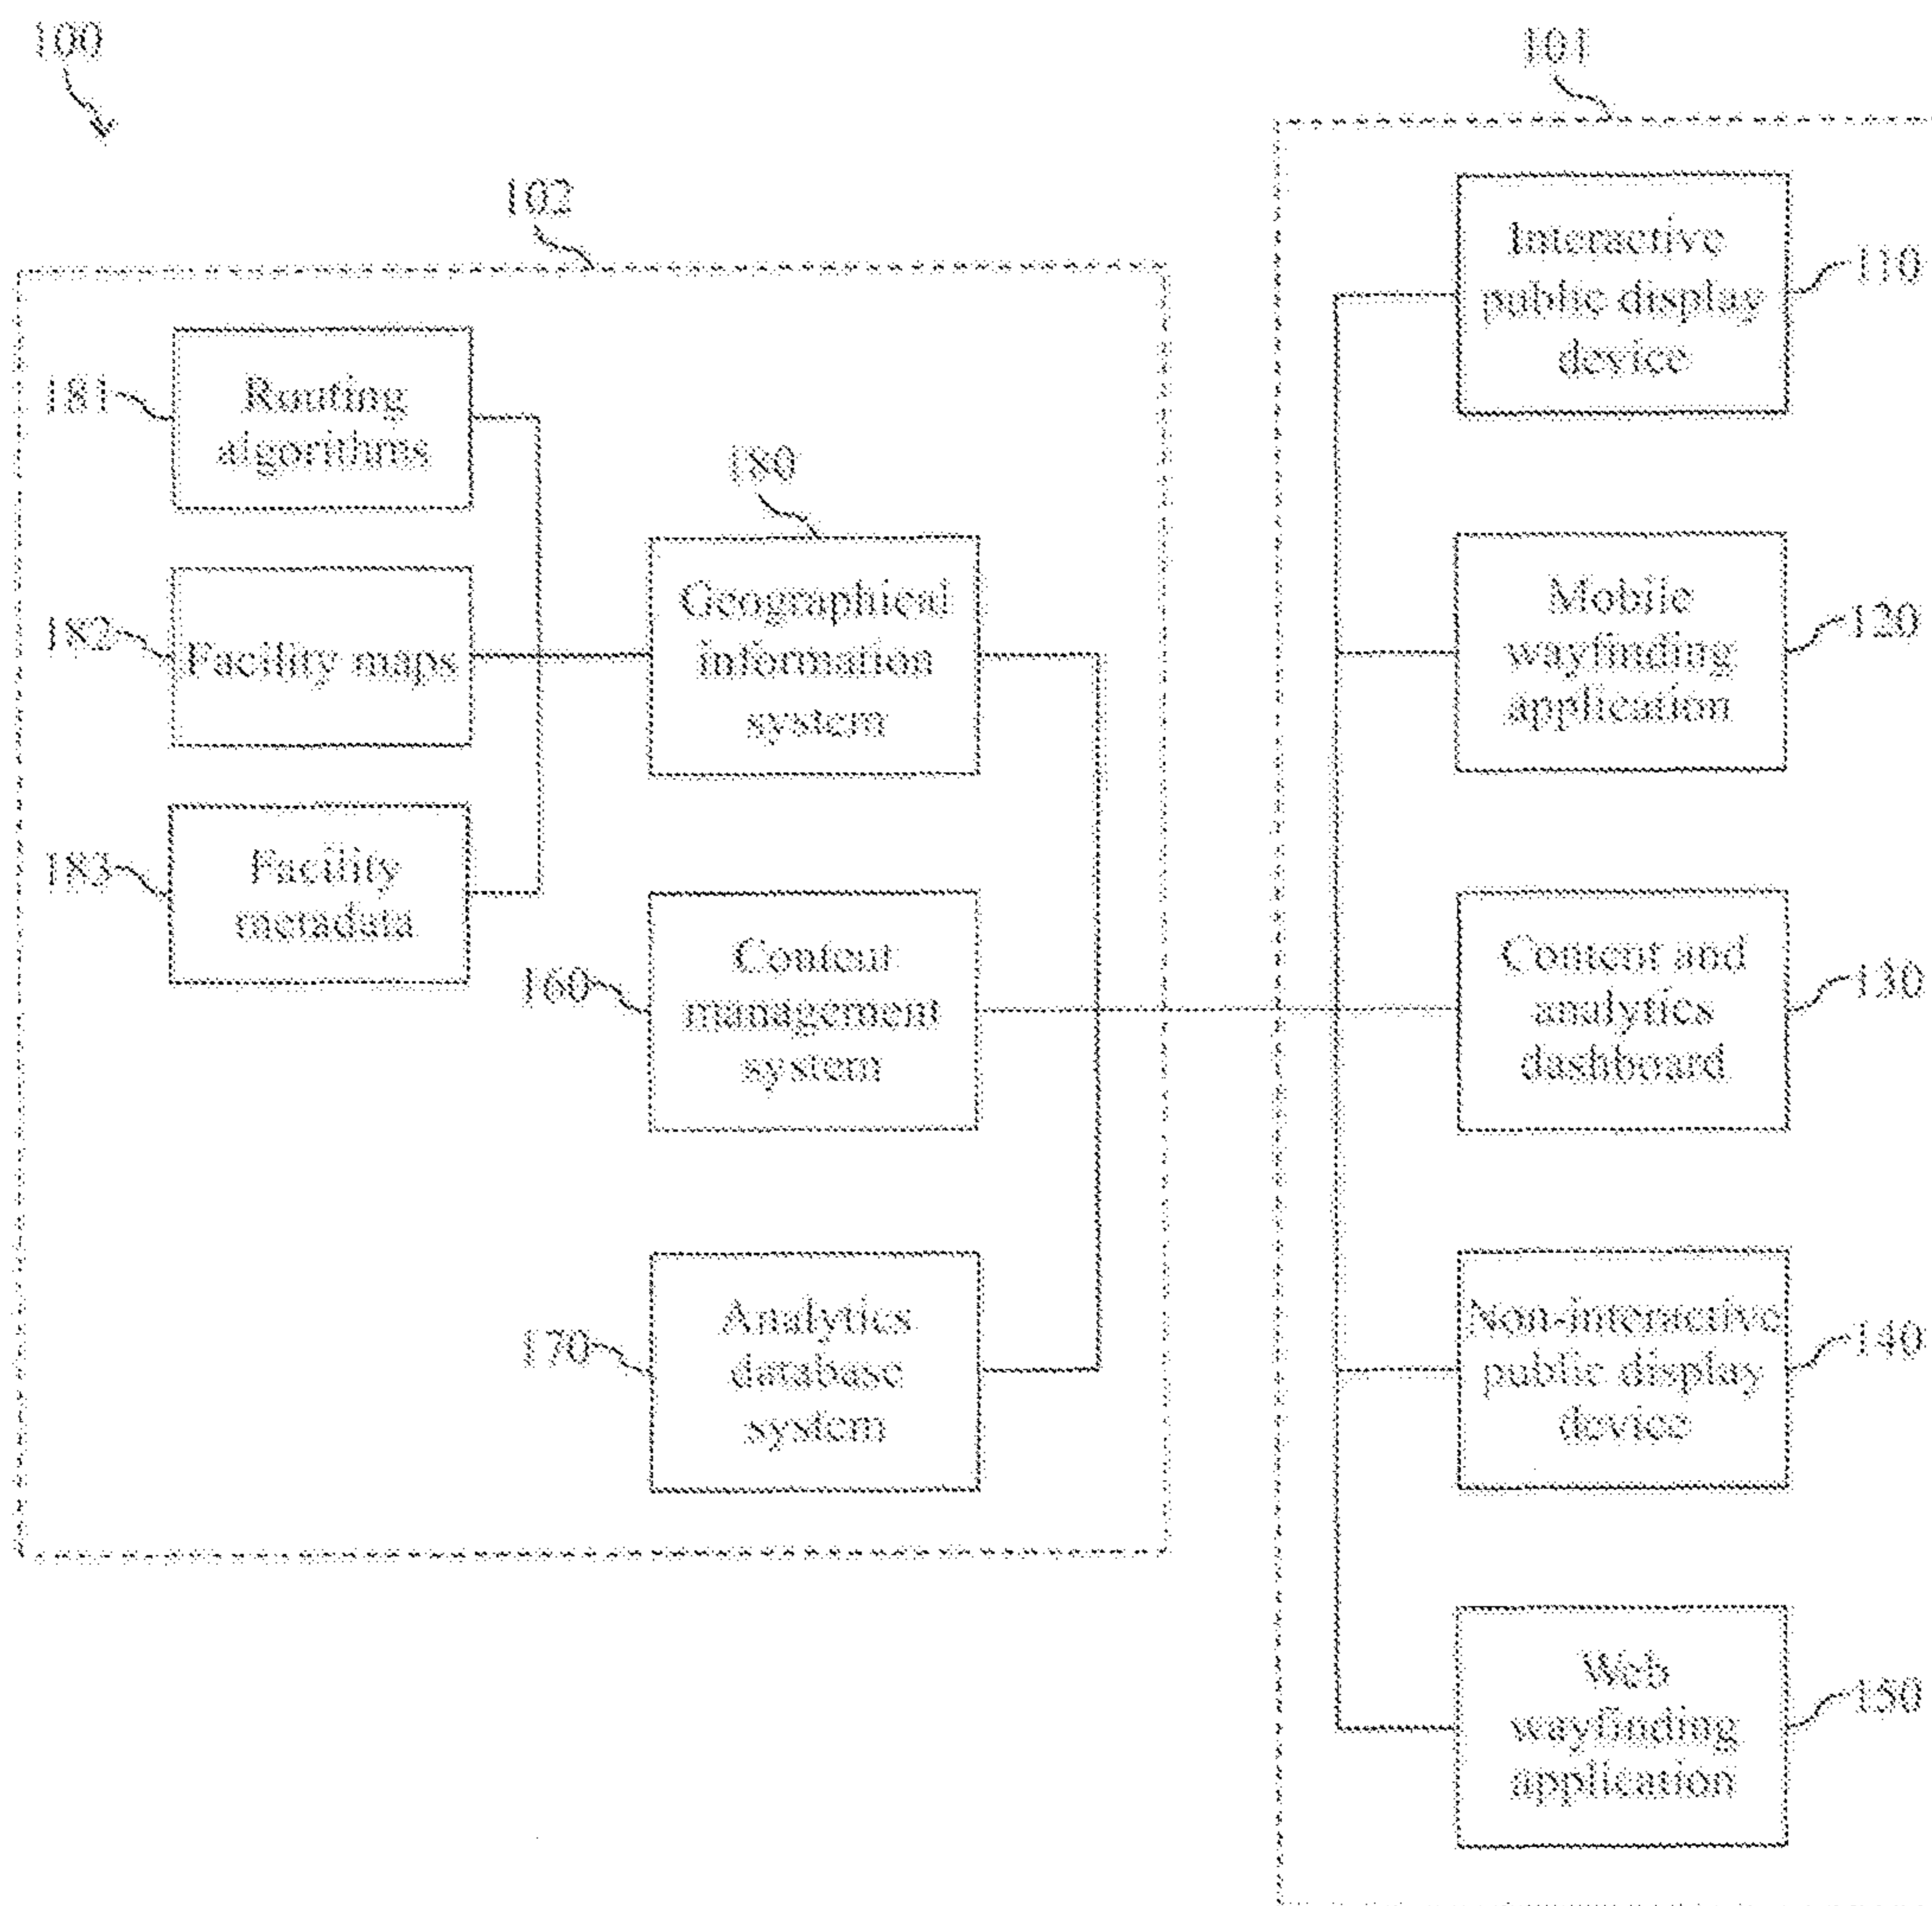 100
101
102
Interactive
public display
device
110
181
Routing
algorithms
180
182
Facility maps
Geographical
information
system
Mobile
wayfinding
application
120
183
Facility
metadata
160
Content
management
system
Content and
analytics
dashboard
130
170
Analytics
database
system
Non-interactive
public display
device
140
Web
wayfinding
application
150